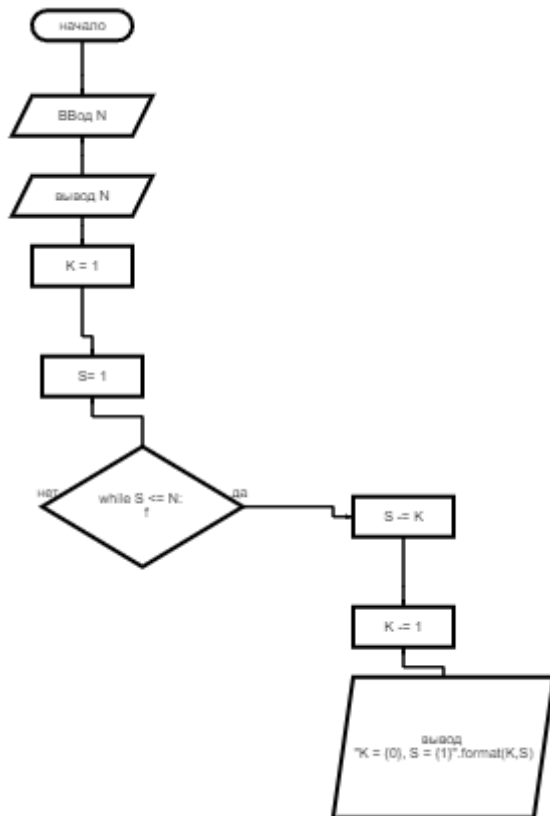 начало
ВВод N
вывод N
K = 1
S= 1
нет
while S <= N:
f
да
S -= K
K -= 1
вывод
"K = {0}, S = {1}".format(K,S)